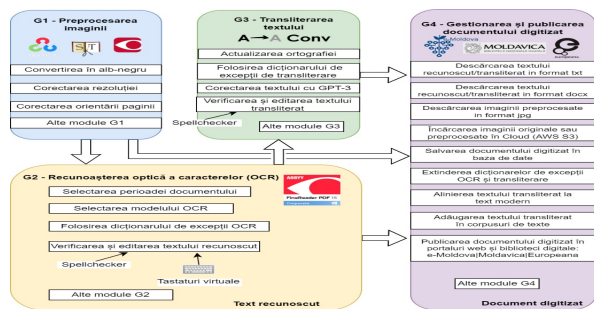 G1 - Preprocesarea
imaginii
Convertirea în alb-negru
Corectarea rezoluției
Corectarea orientării paginii
Alte module G1
G3 - Transliterarea
textului
A→A Conv
Actualizarea ortografiei
Folosirea dicționarului de
excepții de transliterare
Corectarea textului cu GPT-3
Verificarea și editarea textului
transliterat
Spellchecker
Alte module G3
G2 - Recunoașterea optică a caracterelor (OCR)
ABBYY
FineReader PDF 15
Selectarea perioadei documentului
Selectarea modelului OCR
Folosirea dicționarului de excepții OCR
Verificarea și editarea textului recunoscut
Spellchecker
Tastaturi virtuale
Alte module G2
Text recunoscut
G4 - Gestionarea și publicarea
documentului digitizat
Moldova
MOLDAVICA
europeana
Descărcarea textului
recunoscut/transliterat in format txt
Descărcarea textului
recunoscut/transliterat in format docx
Descărcarea imaginii preprocesate
in format jpg
Încărcarea imaginii originale sau
preprocesate în Cloud (AWS S3)
Salvarea documentului digitizat în
baza de date
Extinderea dicționarelor de excepții
OCR și transliterare
Alinierea textului transliterat la
text modern
Adăugarea textului transliterat
în corpusuri de texte
Publicarea documentului digitizat în
portaluri web și biblioteci digitale:
e-Moldova|Moldavica|Europeana
Alte module G4
Document digitizat